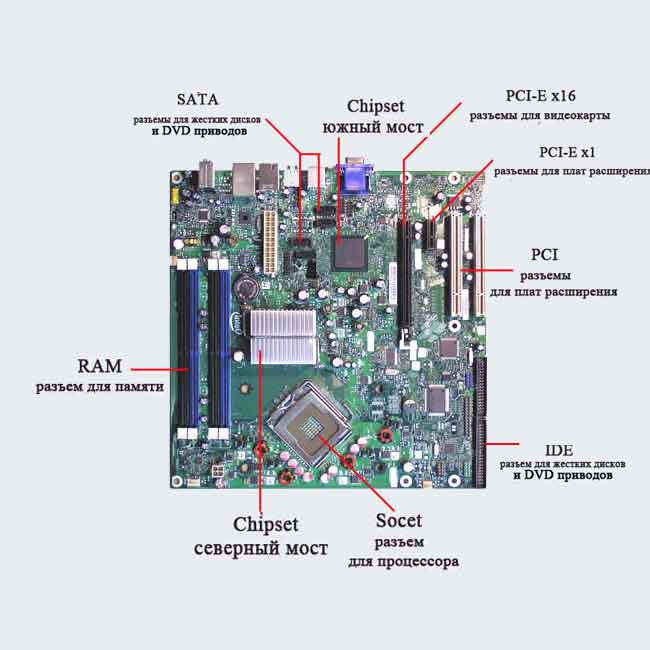 SATA
разъемы для жестких дисков
и DVD приводов
Chipset
южный мост
PCI-E x16
разъемы для видеокарты
PCI-E x1
разъемы для плат расширения
PCI
разъемы
для плат расширения
RAM
разъем для памяти
IDE
разъем для жестких дисков
и DVD приводов
Chipset
северный мост
Socet
разъем
для процессора